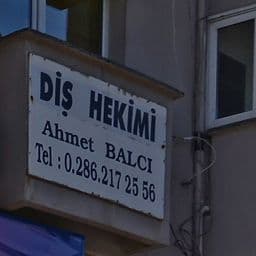 DİŞ HEKİMİ
Ahmet BALCI
Tel : 0.286.217 25 56